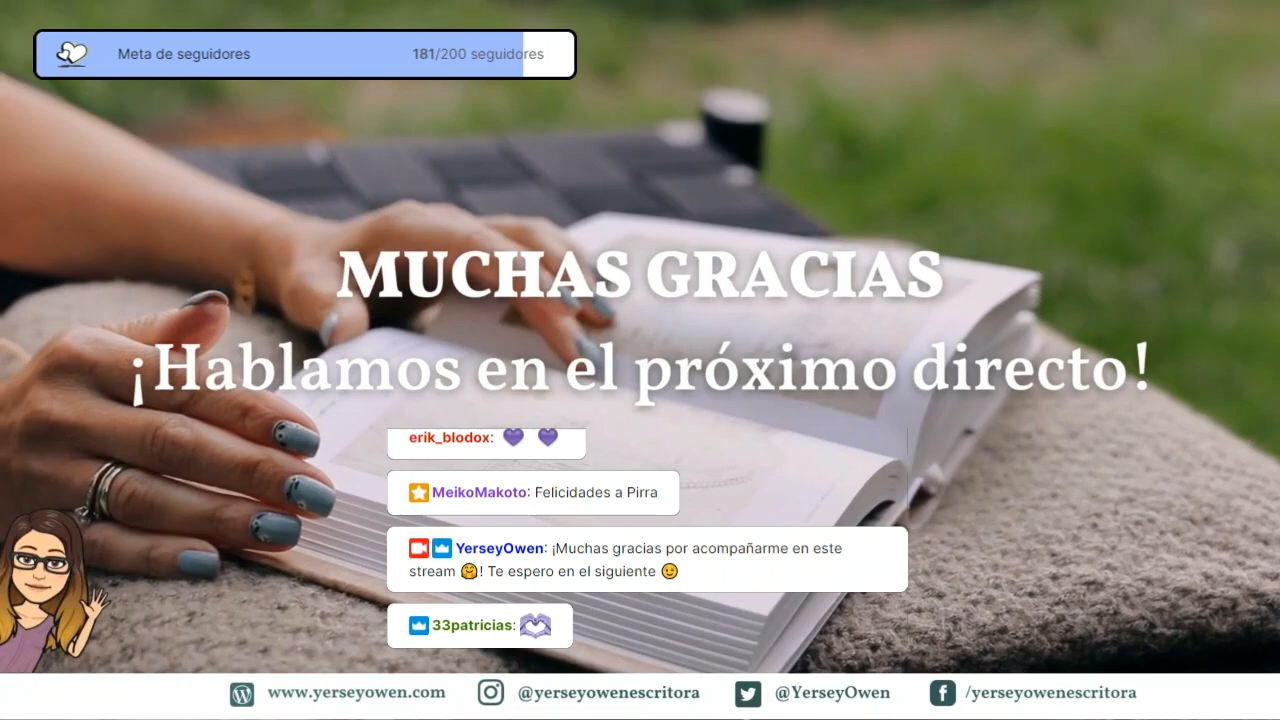 Meta de seguidores 181/200 seguidores
MUCHAS GRACIAS
¡Hablamos en el próximo directo!
erik_blodox: 💜 💜
MeikoMakoto: Felicidades a Pirra
YerseyOwen: ¡Muchas gracias por acompañarme en este
stream 🤗! Te espero en el siguiente 😉
33patricias:
www.yerseyowen.com @yerseyowenescritora @YerseyOwen /yerseyowenescritora